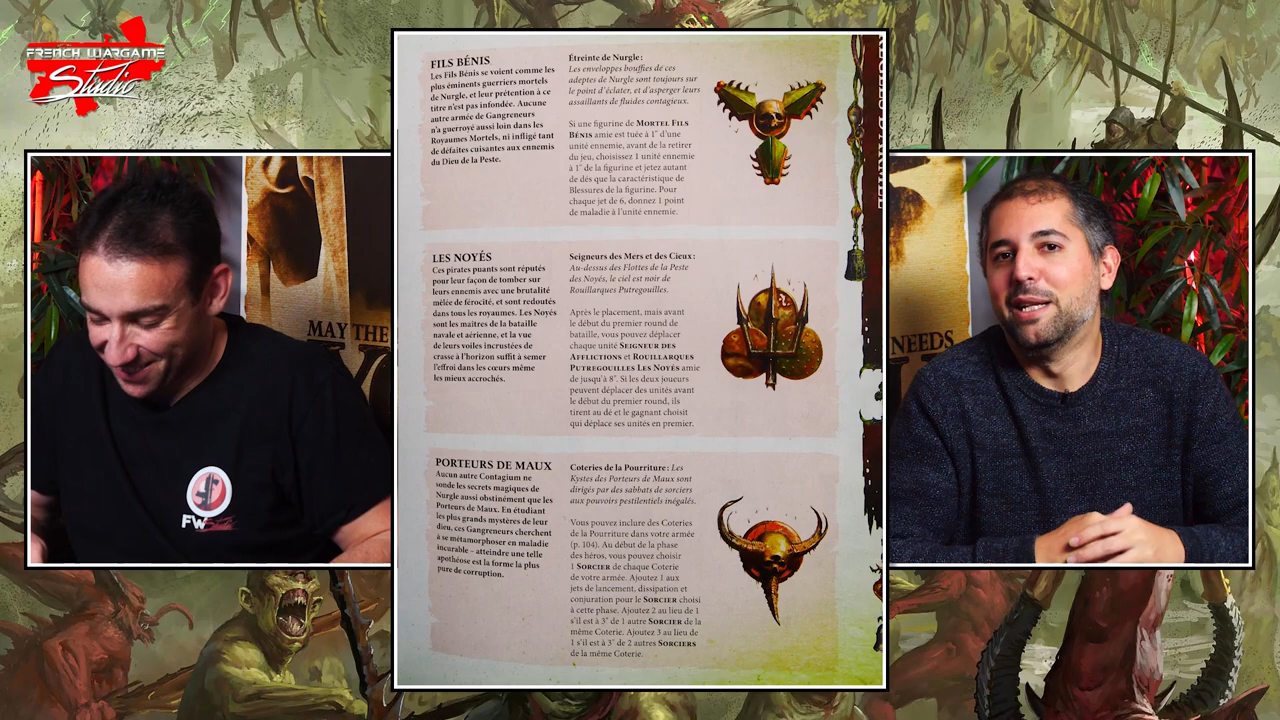 FRENCH WARGAME
Studio
MAY THE
NEEDS
FW
FILS BÉNIS
Les Fils Bénis se voient comme les
plus éminents guerriers mortels
de Nurgle, et leur prétention à ce
titre n'est pas infondée. Aucune
autre armée de Gangreneurs
n'a guerroyé aussi loin dans les
Royaumes Mortels, ni infligé tant
de défaites cuisantes aux ennemis
du Dieu de la Peste.
Étreinte de Nurgle :
Les enveloppes bouffies de ces
adeptes de Nurgle sont toujours sur
le point d'éclater, et d'asperger leurs
assaillants de fluides contagieux.
Si une figurine de MORTEL FILS
BÉNIS amie est tuée à 1" d'une
unité ennemie, avant de la retirer
du jeu, choisissez 1 unité ennemie
à 1" de la figurine et jetez autant
de dés que la caractéristique de
Blessures de la figurine. Pour
chaque jet de 6, donnez 1 point
de maladie à l'unité ennemie.
LES NOYÉS
Ces pirates puants sont réputés
pour leur façon de tomber sur
leurs ennemis avec une brutalité
mêlée de férocité, et sont redoutés
dans tous les royaumes. Les Noyés
sont les maîtres de la bataille
navale et aérienne, et la vue
de leurs voiles incrustées de
crasse à l'horizon suffit à semer
l'effroi dans les cœurs même
les mieux accrochés.
Seigneurs des Mers et des Cieux :
Au-dessus des Flottes de la Peste
des Noyés, le ciel est noir de
Rouillarques Putregouilles.
Après le placement, mais avant
le début du premier round de
bataille, vous pouvez déplacer
chaque unité SEIGNEUR DES
AFFLICTIONS et ROUILLARQUES
PUTREGOUILLES LES NOYÉS amie
de jusqu'à 8". Si les deux joueurs
peuvent déplacer des unités avant
le début du premier round, ils
tirent au dé et le gagnant choisit
qui déplace ses unités en premier.
PORTEURS DE MAUX
Aucun autre Contagium ne
sonde les secrets magiques de
Nurgle aussi obstinément que les
Porteurs de Maux. En étudiant
les plus grands mystères de leur
dieu, ces Gangreneurs cherchent
à se métamorphoser en maladie
incurable – atteindre une telle
apothéose est la forme la plus
pure de corruption.
Coteries de la Pourriture : Les
Kystes des Porteurs de Maux sont
dirigés par des sabbats de sorciers
aux pouvoirs pestilentiels inégalés.
Vous pouvez inclure des Coteries
de la Pourriture dans votre armée
(p. 104). Au début de la phase
des héros, vous pouvez choisir
1 SORCIER de chaque Coterie
de votre armée. Ajoutez 1 aux
jets de lancement, dissipation et
conjuration pour le SORCIER choisi
à cette phase. Ajoutez 2 au lieu de 1
s'il est à 3" de 1 autre SORCIER de la
même Coterie. Ajoutez 3 au lieu de
1 s'il est à 3" de 2 autres SORCIERS
de la même Coterie.